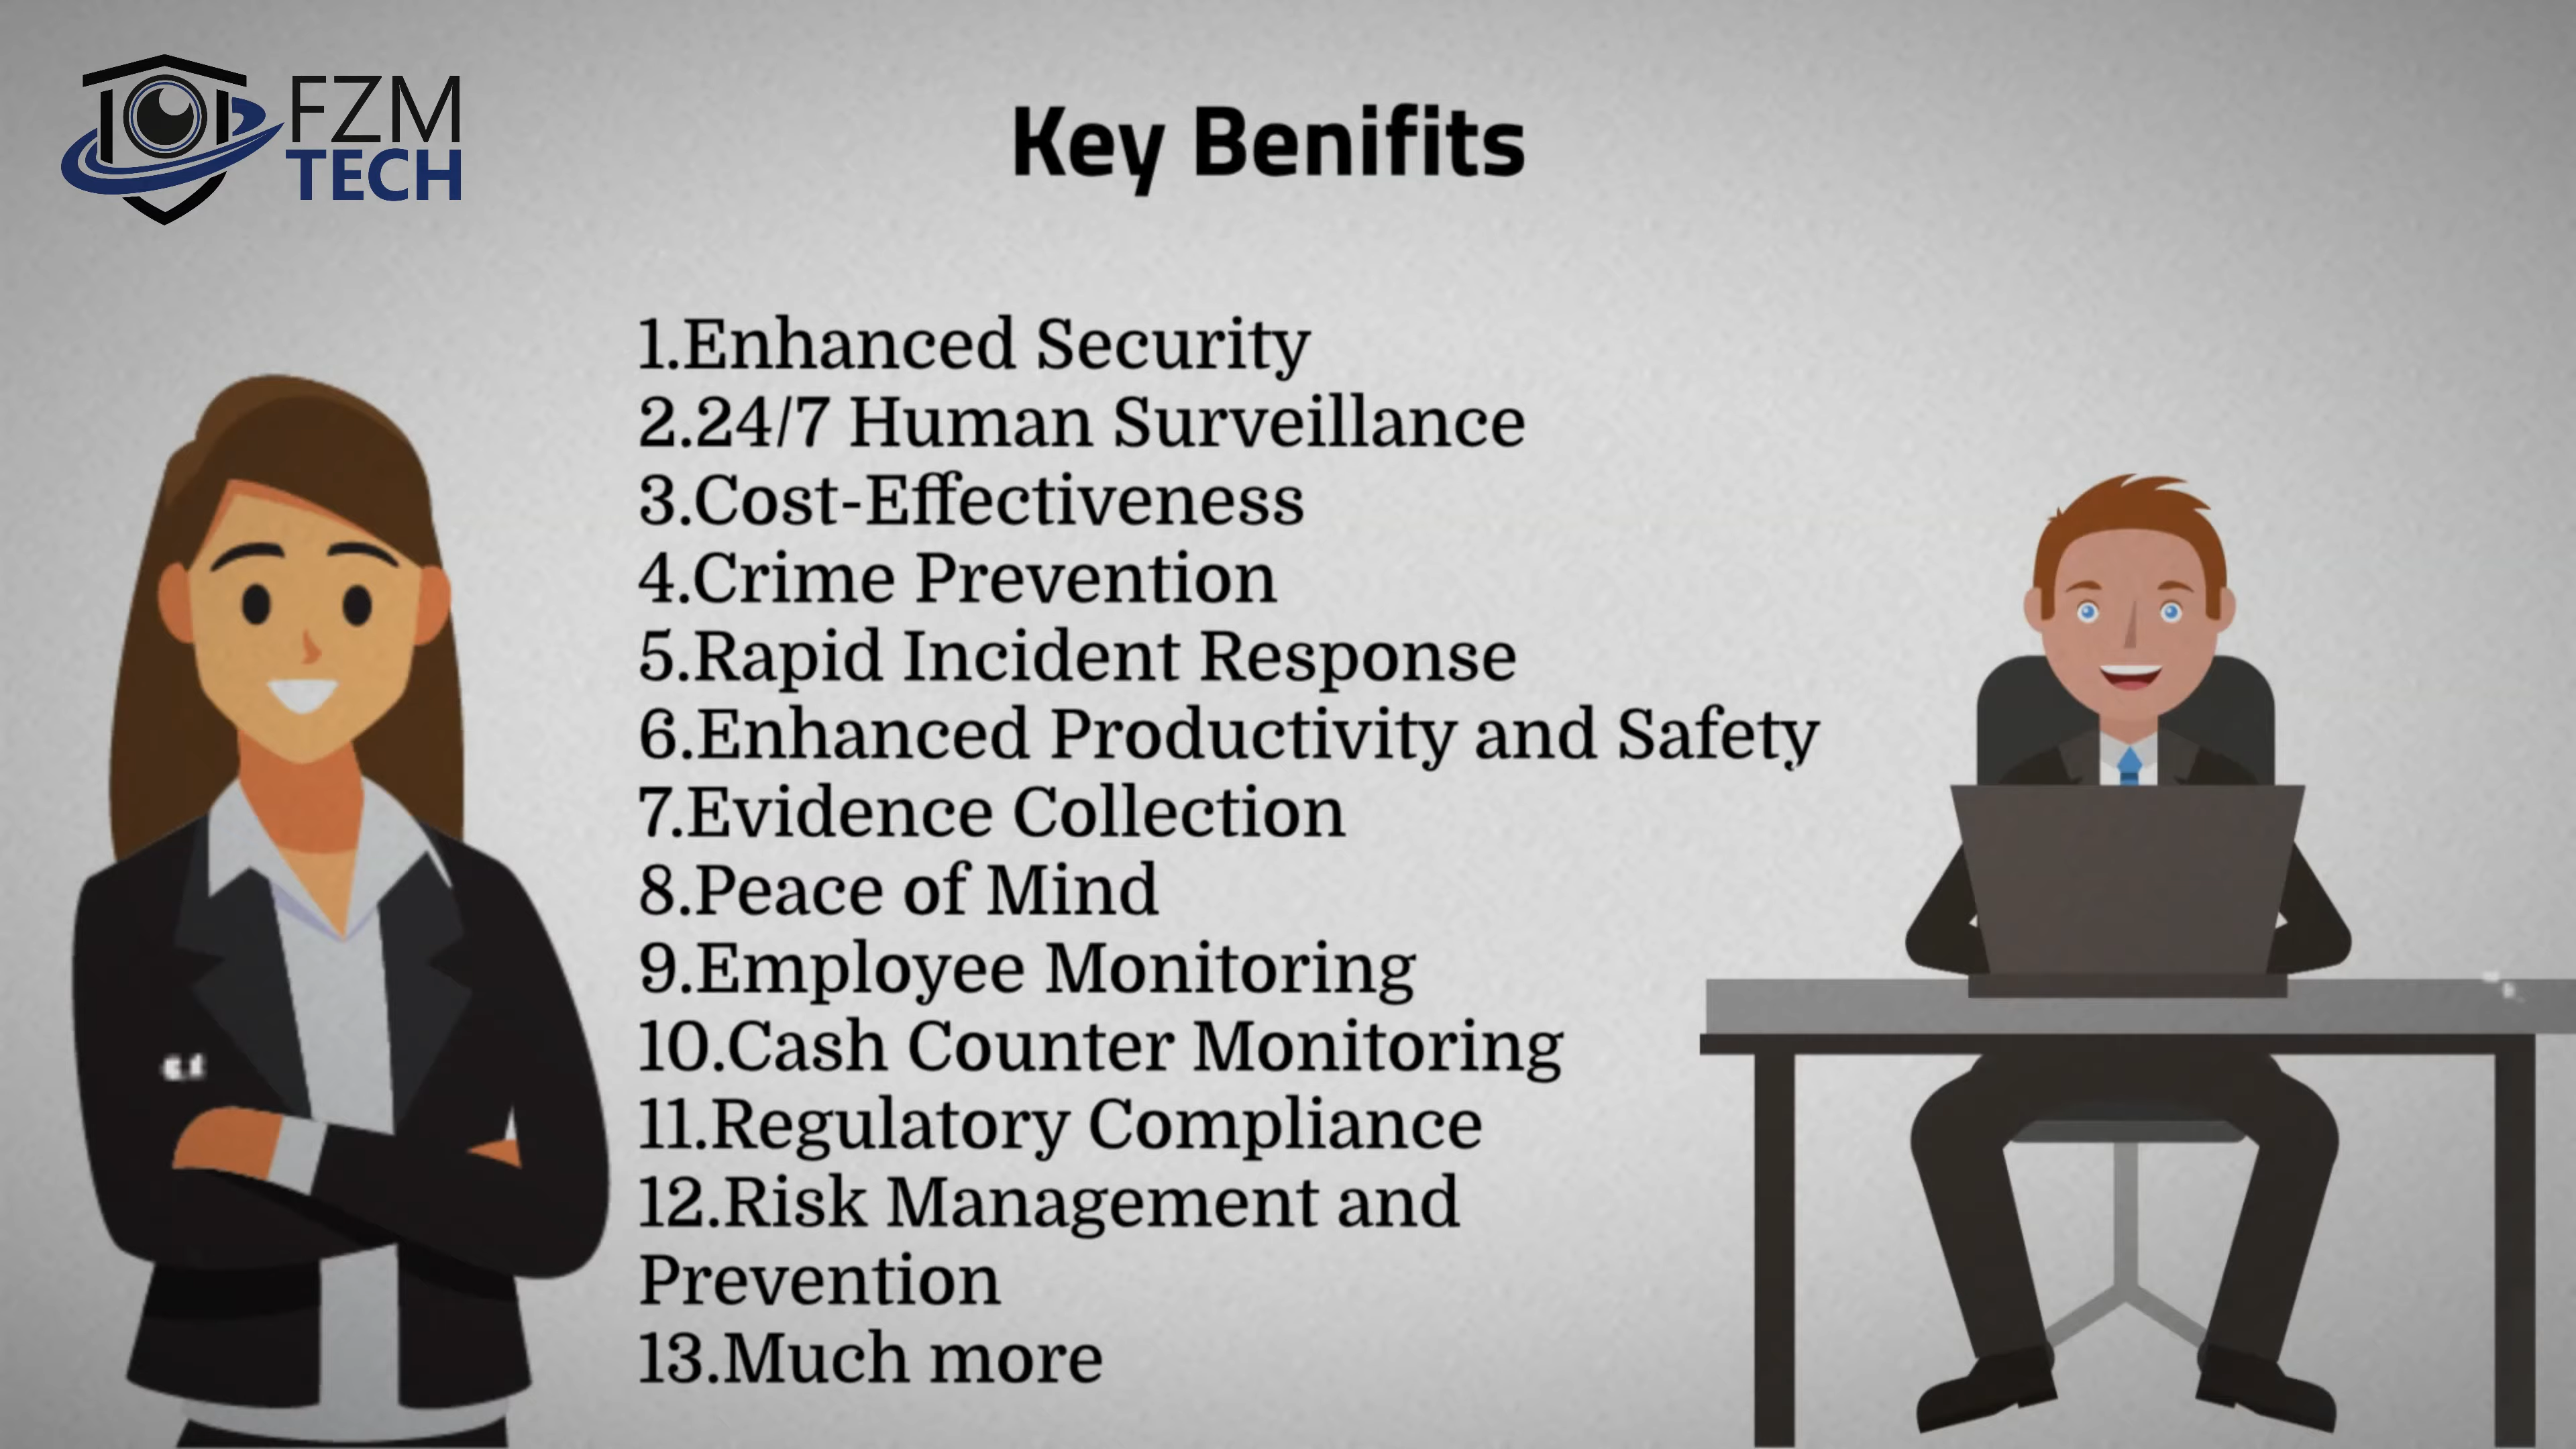 FZM
TECH
Key Benifits
1.Enhanced Security
2.24/7 Human Surveillance
3.Cost-Effectiveness
4.Crime Prevention
5.Rapid Incident Response
6.Enhanced Productivity and Safety
7.Evidence Collection
8.Peace of Mind
9.Employee Monitoring
10.Cash Counter Monitoring
11.Regulatory Compliance
12.Risk Management and
Prevention
13.Much more